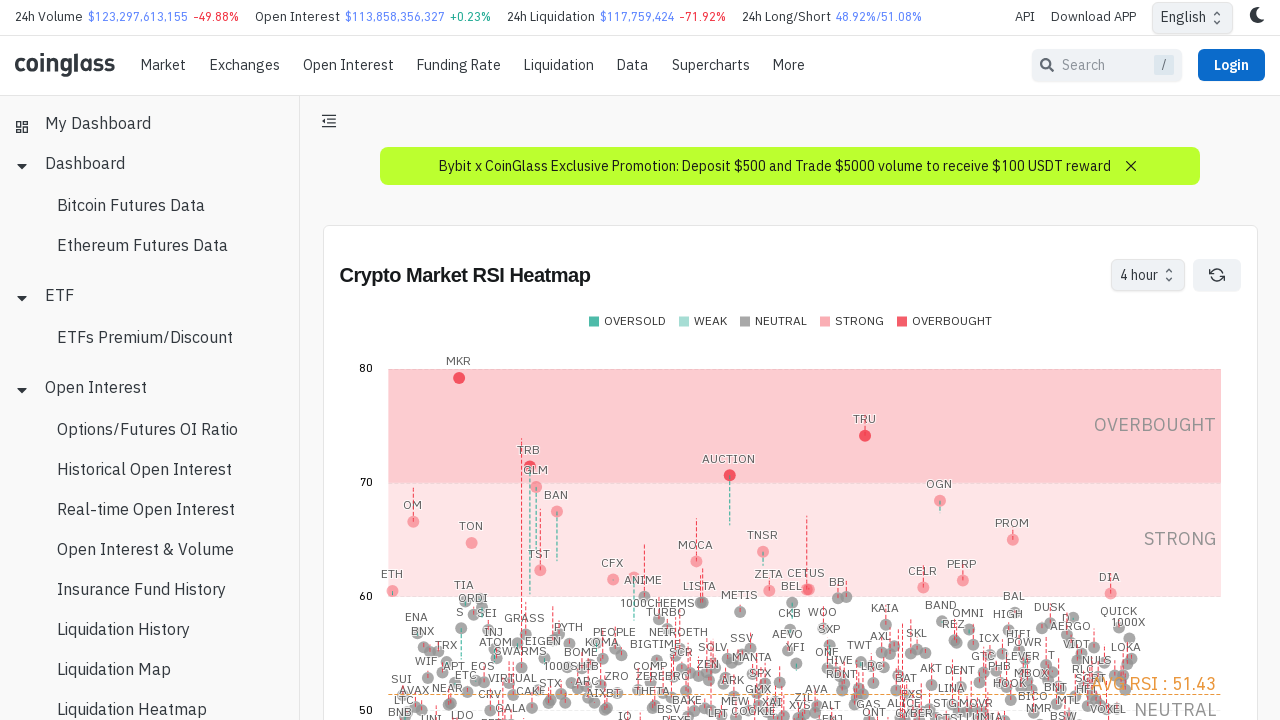 24h Volume $123,297,613,155 -49.88% Open Interest $113,858,356,327 +0.23% 24h Liquidation $117,759,424 -71.92% 24h Long/Short 48.92%/51.08% API Download APP English
coinglass Market Exchanges Open Interest Funding Rate Liquidation Data Supercharts More Search / Login
My Dashboard
Dashboard
Bitcoin Futures Data
Ethereum Futures Data
ETF
ETFs Premium/Discount
Open Interest
Options/Futures OI Ratio
Historical Open Interest
Real-time Open Interest
Open Interest & Volume
Insurance Fund History
Liquidation History
Liquidation Map
Liquidation Heatmap
Bybit x CoinGlass Exclusive Promotion: Deposit $500 and Trade $5000 volume to receive $100 USDT reward
Crypto Market RSI Heatmap 4 hour
OVERSOLD WEAK NEUTRAL STRONG OVERBOUGHT
MKR
80
TRU
OVERBOUGHT
TRB
AUCTION
GLM
70
OGN
BAN
OM
TON
PROM
TNSR
STRONG
MOCA
TST
CFX
PERP
ETH
ANIME
ZETA CETUS
CELR
DIA
TIA
LISTA
BEL
BB
60
ORDI
METIS
BAL
1000CHEEMS
KAIA
BAND
DUSK
ENA
S
SEI
GRASS
TURBO
CKB
WOO
OMNI
HIGH
QUICK
BNX
INJ
PYTH
PEOPLE
NEIROETH
AEVO
SXP
AXL
SKL
REZ
ICX
HIFI
AERGO
1000X
TRX
ATOM
EIGEN
KOMA
BIGTIME
SSV
YFI
TWT
POWR
VIDT
LOKA
WIF
SWARMS
BOME
SCR
SQLV
MANTA
ONE
GTC
LEVER
T
APT
EOS
1000SHIB
COMP
ZEN
HIVE
LRC
AKT
DENT
PHB
NULS
SUI
ETC
VIRTUAL
ARC
ZRO
ZEREBRO
ARK
SFX
RDNT
BAT
HOOK
MBOX
RLC
AVAX
NEAR
CRV
CAKE
STX
AIXBT
THETA
GMX
AVA
LINA
BICO
BNT
AVG RSI : 51.43
LTC
GALA
BAKE
MEW
XAI
ALT
GAS
STG
GMOVR
NMR
MTL
NEUTRAL
BNB
UNI
LDO
IO
BSV
COOKIE
QNT
CYBER
BSW